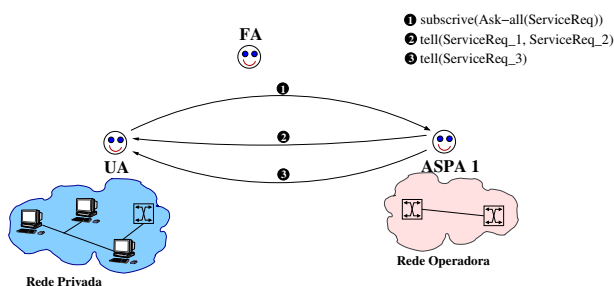 FA
❶ subscrive(Ask−all(ServiceReq))
❷ tell(ServiceReq_1, ServiceReq_2)
❸ tell(ServiceReq_3)
❶
❷
❸
UA
ASPA 1
Rede Operadora
Rede Privada